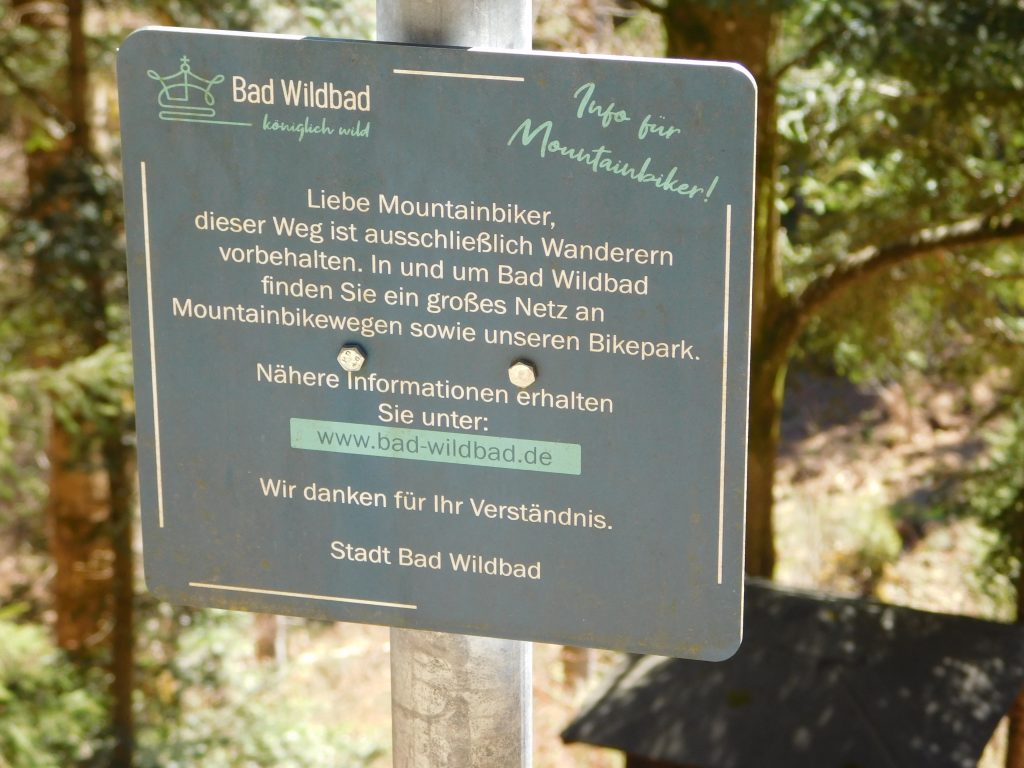 Bad Wildbad
königlich wild
Info für
Mountainbiker!
Liebe Mountainbiker,
dieser Weg ist ausschließlich Wanderern
vorbehalten. In und um Bad Wildbad
finden Sie ein großes Netz an
Mountainbikewegen sowie unseren Bikepark.
Nähere Informationen erhalten
Sie unter:
www.bad-wildbad.de
Wir danken für Ihr Verständnis.
Stadt Bad Wildbad